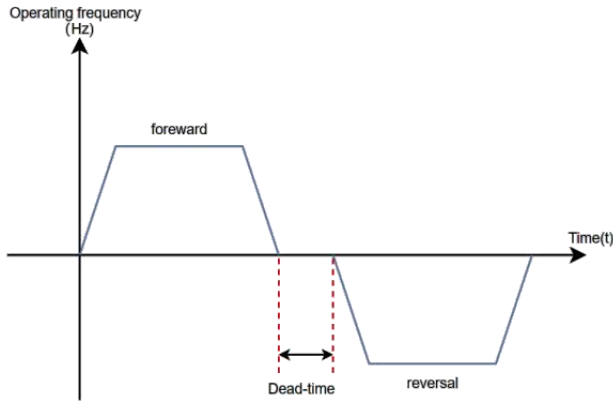 Operating frequency
(Hz)
foreward
Time(t)
Dead-time
reversal